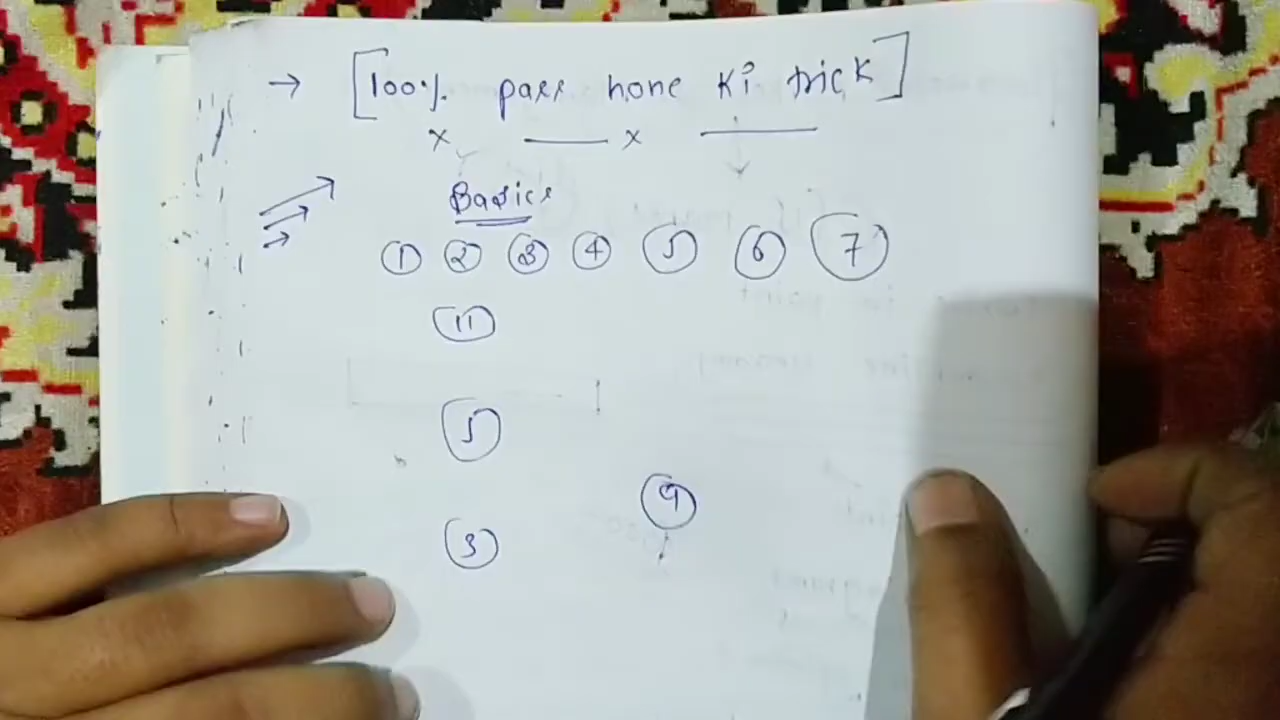 → [100% pass hone ki trick]
x — x —
Basics
1 2 3 4 5 6 7
11
5
9
3